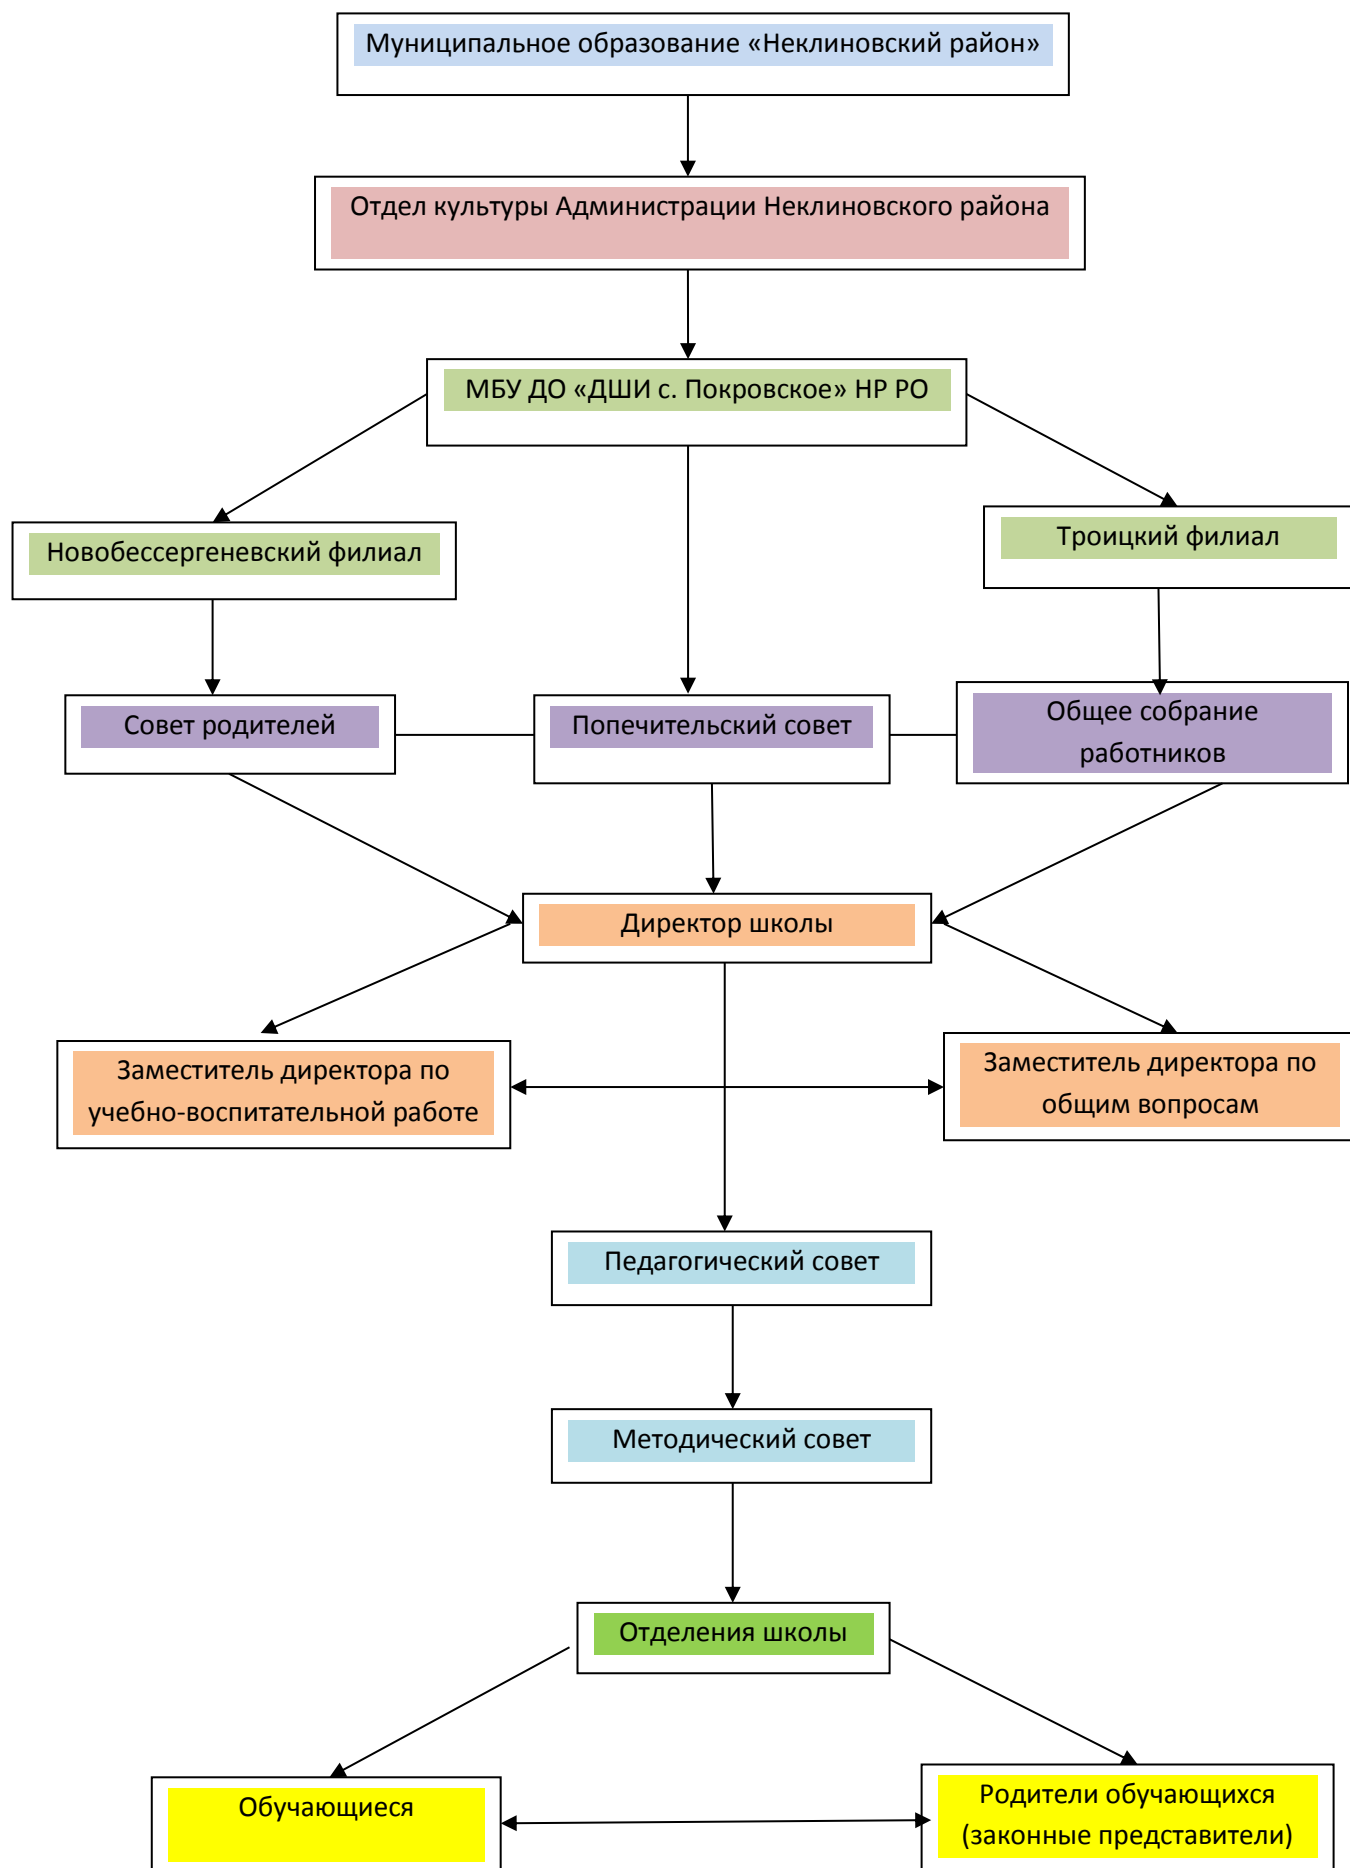 Муниципальное образование «Неклиновский район»
Отдел культуры Администрации Неклиновского района
МБУ ДО «ДШИ с. Покровское» НР РО
Новобессергеневский филиал
Троицкий филиал
Совет родителей
Попечительский совет
Общее собрание
работников
Директор школы
Заместитель директора по
учебно-воспитательной работе
Заместитель директора по
общим вопросам
Педагогический совет
Методический совет
Отделения школы
Обучающиеся
Родители обучающихся
(законные представители)